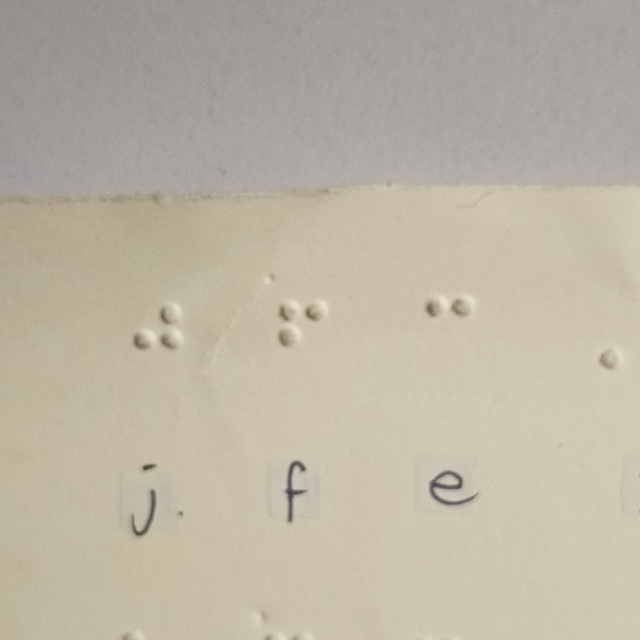 ⠚ ⠋ ⠉
j f e